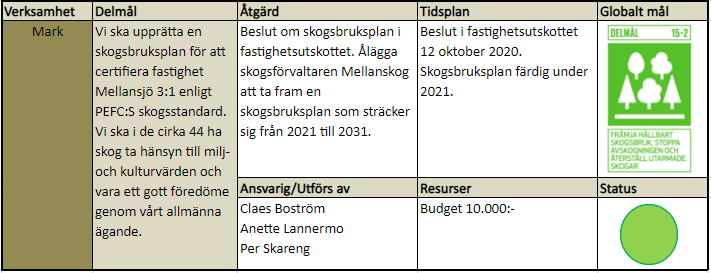 Verksamhet Delmål Åtgärd Tidsplan Globalt mål
Mark
Vi ska upprätta en
skogsbruksplan för att
certifiera fastighet
Mellansjö 3:1 enligt
PEFC:S skogsstandard.
Vi ska i de cirka 44 ha
skog ta hänsyn till milj-
och kulturvärden och
vara ett gott föredöme
genom vårt allmänna
ägande.
Beslut om skogsbruksplan i
fastighetsutskottet. Ålägga
skogsförvaltaren Mellanskog
att ta fram en
skogsbruksplan som sträcker
sig från 2021 till 2031.
Beslut i fastighetsutskottet
12 oktober 2020.
Skogsbruksplan färdig under
2021.
DELMÅL 15-2
FRÄMJA HÅLLBART
SKOGSBRUK, STOPPA
AVSKOGNINGEN OCH
ÅTERSTÄLL UTARMADE
SKOGAR
Ansvarig/Utförs av Resurser Status
Claes Boström
Anette Lannermo
Per Skareng
Budget 10.000:-